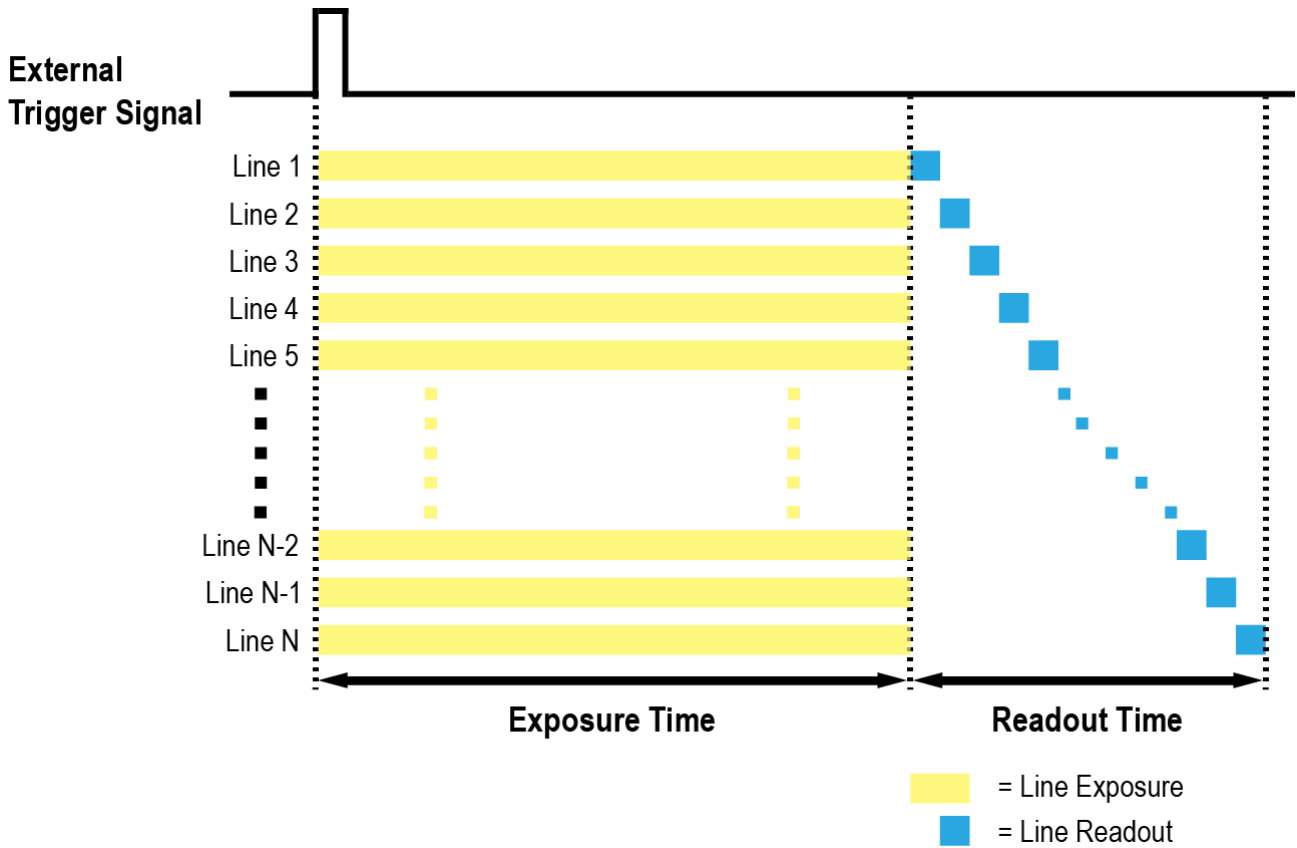 External
Trigger Signal
Line 1
Line 2
Line 3
Line 4
Line 5
Line N-2
Line N-1
Line N
Exposure Time
Readout Time
= Line Exposure
= Line Readout